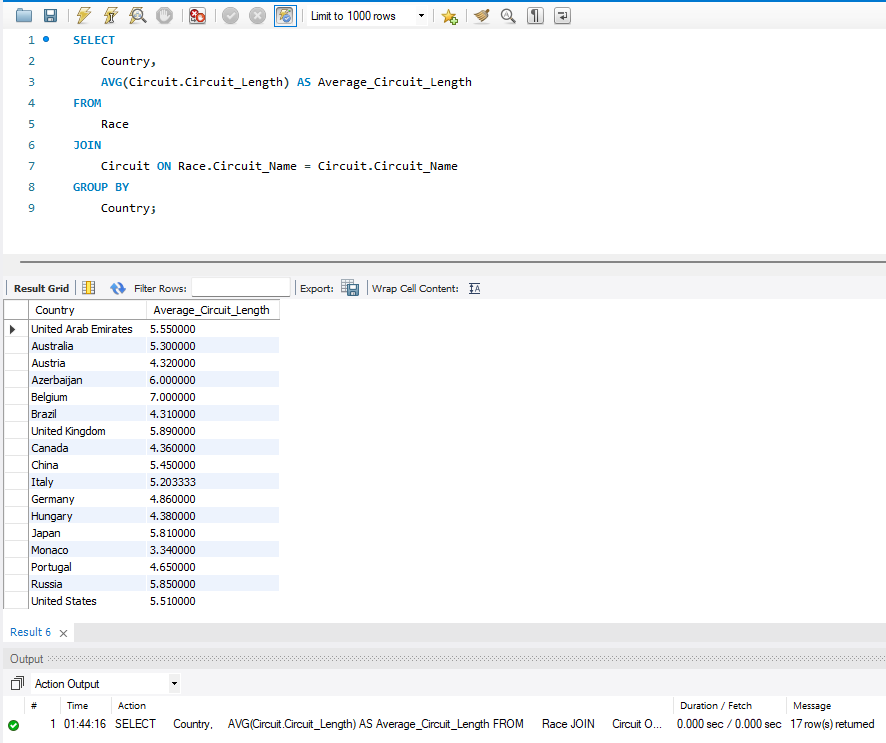 Limit to 1000 rows
1 SELECT
2 Country,
3 AVG(Circuit.Circuit_Length) AS Average_Circuit_Length
4 FROM
5 Race
6 JOIN
7 Circuit ON Race.Circuit_Name = Circuit.Circuit_Name
8 GROUP BY
9 Country;
Result Grid Filter Rows: Export: Wrap Cell Content: IA
Country Average_Circuit_Length
United Arab Emirates 5.550000
Australia 5.300000
Austria 4.320000
Azerbaijan 6.000000
Belgium 7.000000
Brazil 4.310000
United Kingdom 5.890000
Canada 4.360000
China 5.450000
Italy 5.203333
Germany 4.860000
Hungary 4.380000
Japan 5.810000
Monaco 3.340000
Portugal 4.650000
Russia 5.850000
United States 5.510000
Result 6
Output
Action Output
# Time Action Duration / Fetch Message
1 01:44:16 SELECT Country, AVG(Circuit.Circuit_Length) AS Average_Circuit_Length FROM Race JOIN Circuit O... 0.000 sec / 0.000 sec 17 row(s) returned